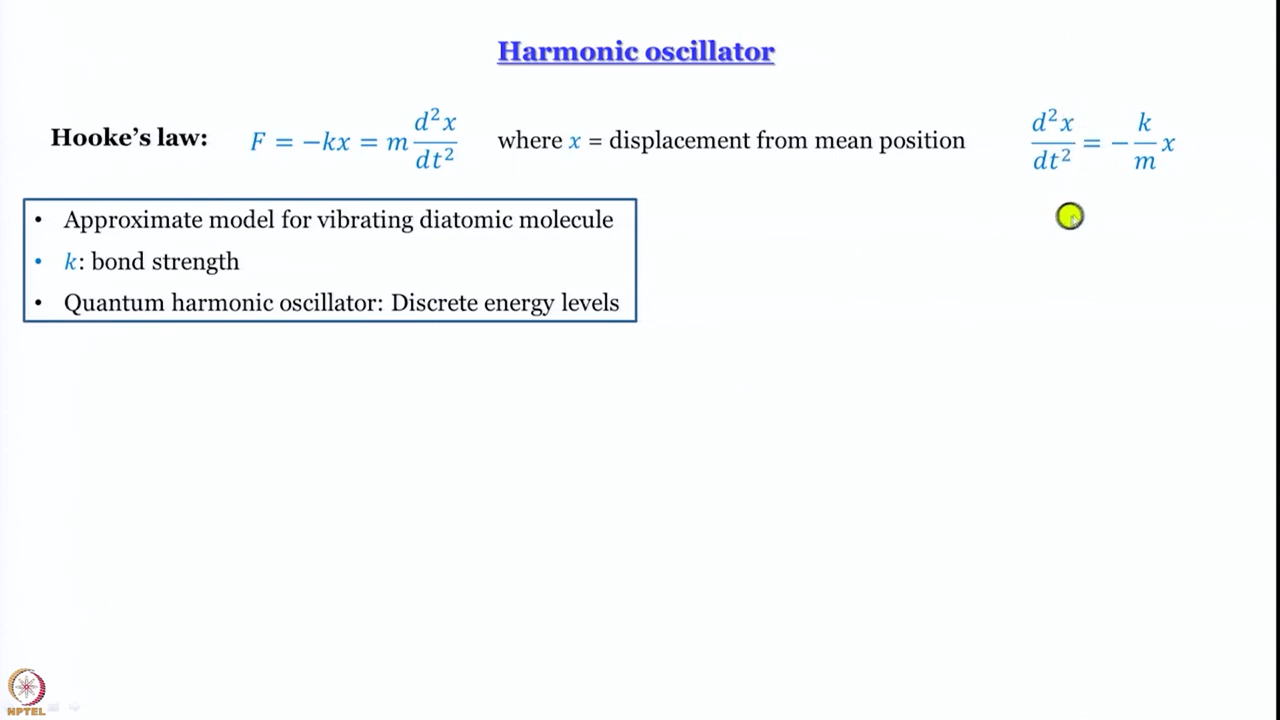 Harmonic oscillator
Hooke's law: F = −kx = m d²x/dt² where x = displacement from mean position d²x/dt² = − k/m x
• Approximate model for vibrating diatomic molecule
• k: bond strength
• Quantum harmonic oscillator: Discrete energy levels
NPTEL